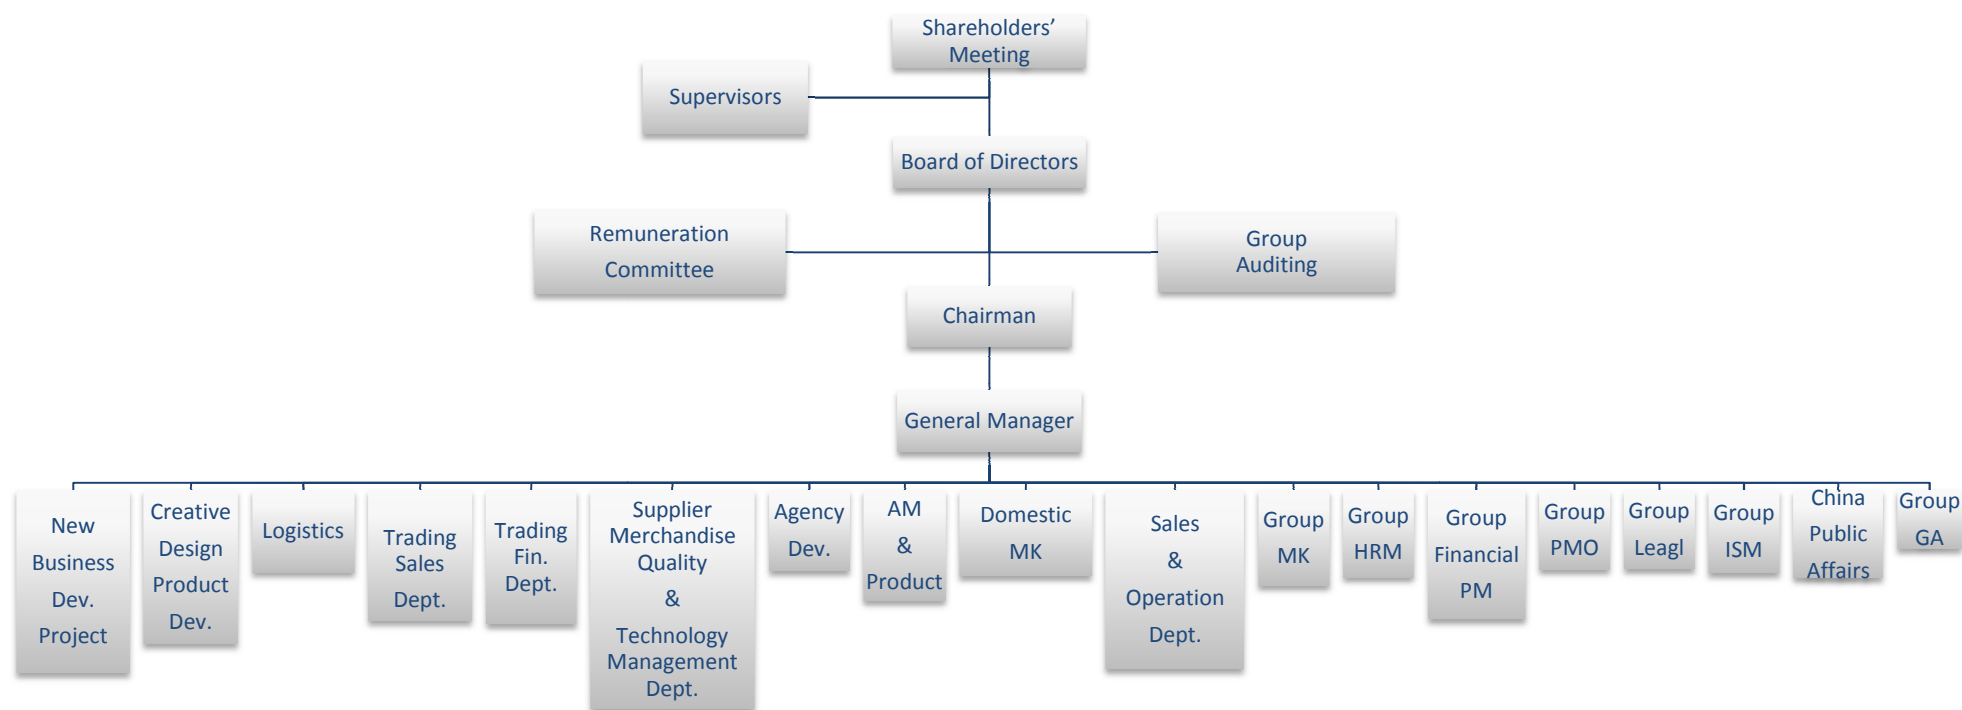 Shareholders’
Meeting
Supervisors
Board of Directors
Remuneration
Committee
Group
Auditing
Chairman
General Manager
New
Business
Dev.
Project
Creative
Design
Product
Dev.
Logistics
Trading
Sales
Dept.
Trading
Fin.
Dept.
Supplier
Merchandise
Quality
&
Technology
Management
Dept.
Agency
Dev.
AM
&
Product
Domestic
MK
Sales
&
Operation
Dept.
Group
MK
Group
HRM
Group
Financial
PM
Group
PMO
Group
Leagl
Group
ISM
China
Public
Affairs
Group
GA